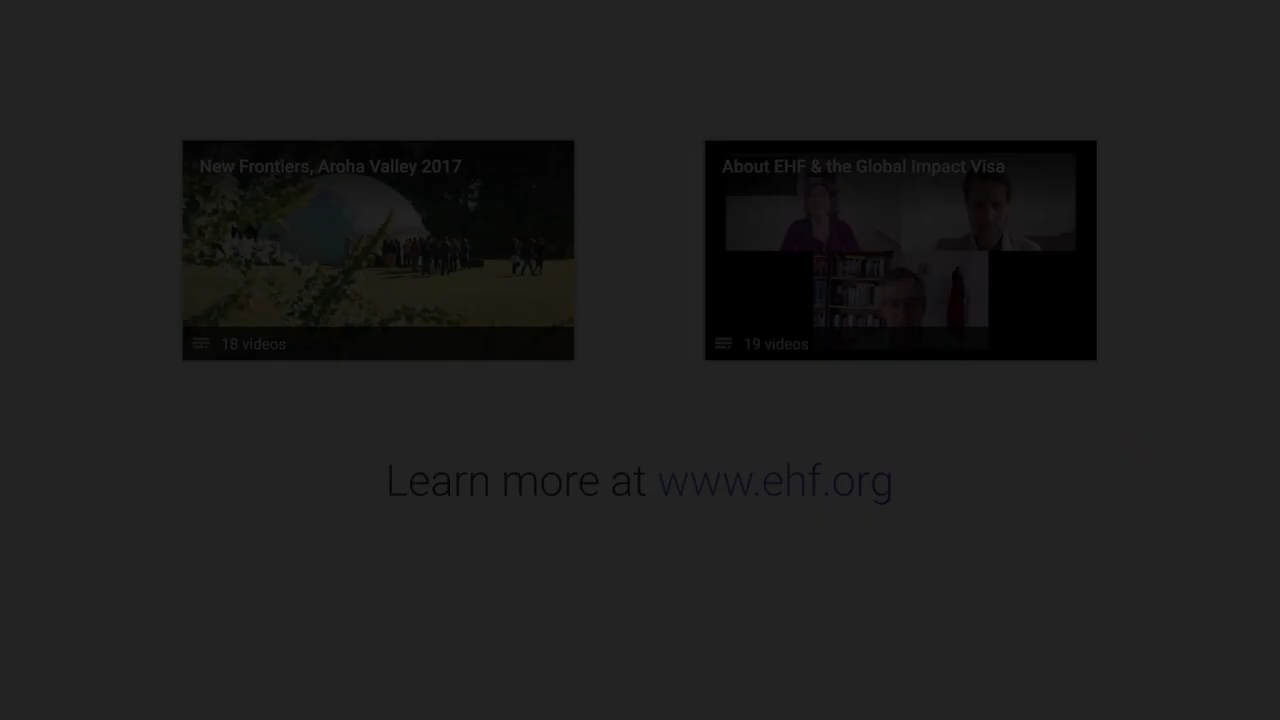 New Frontiers, Aroha Valley 2017
18 videos
About EHF & the Global Impact Visa
19 videos
Learn more at www.ehf.org